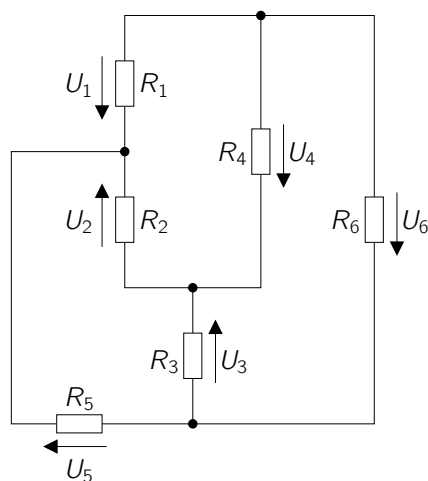 U₁ R₁
R₄ U₄
U₂ R₂ R₆ U₆
R₃ U₃
R₅
U₅